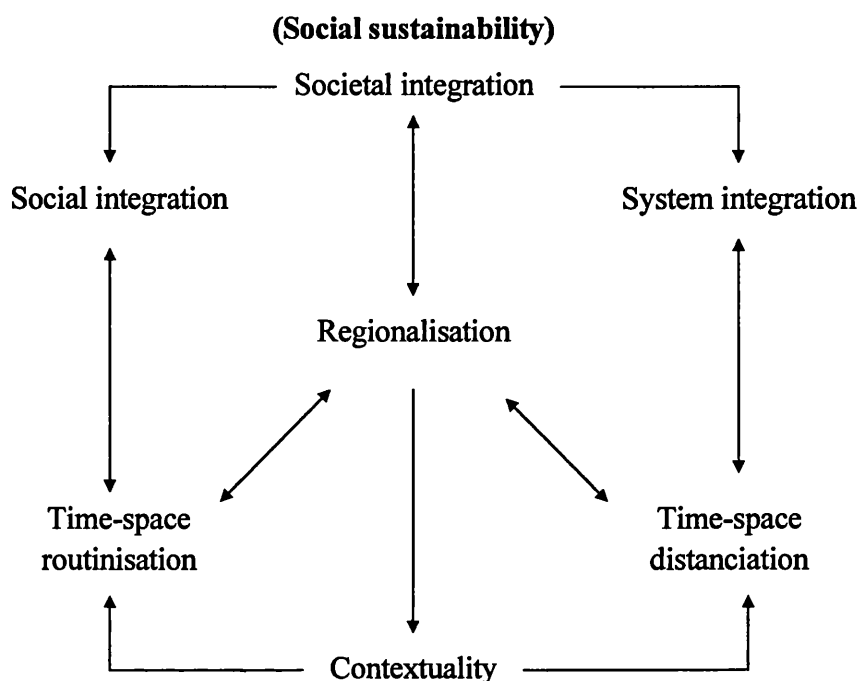 (Social sustainability)
Societal integration
Social integration
System integration
Regionalisation
Time-space
routinisation
Time-space
distanciation
Contextuality